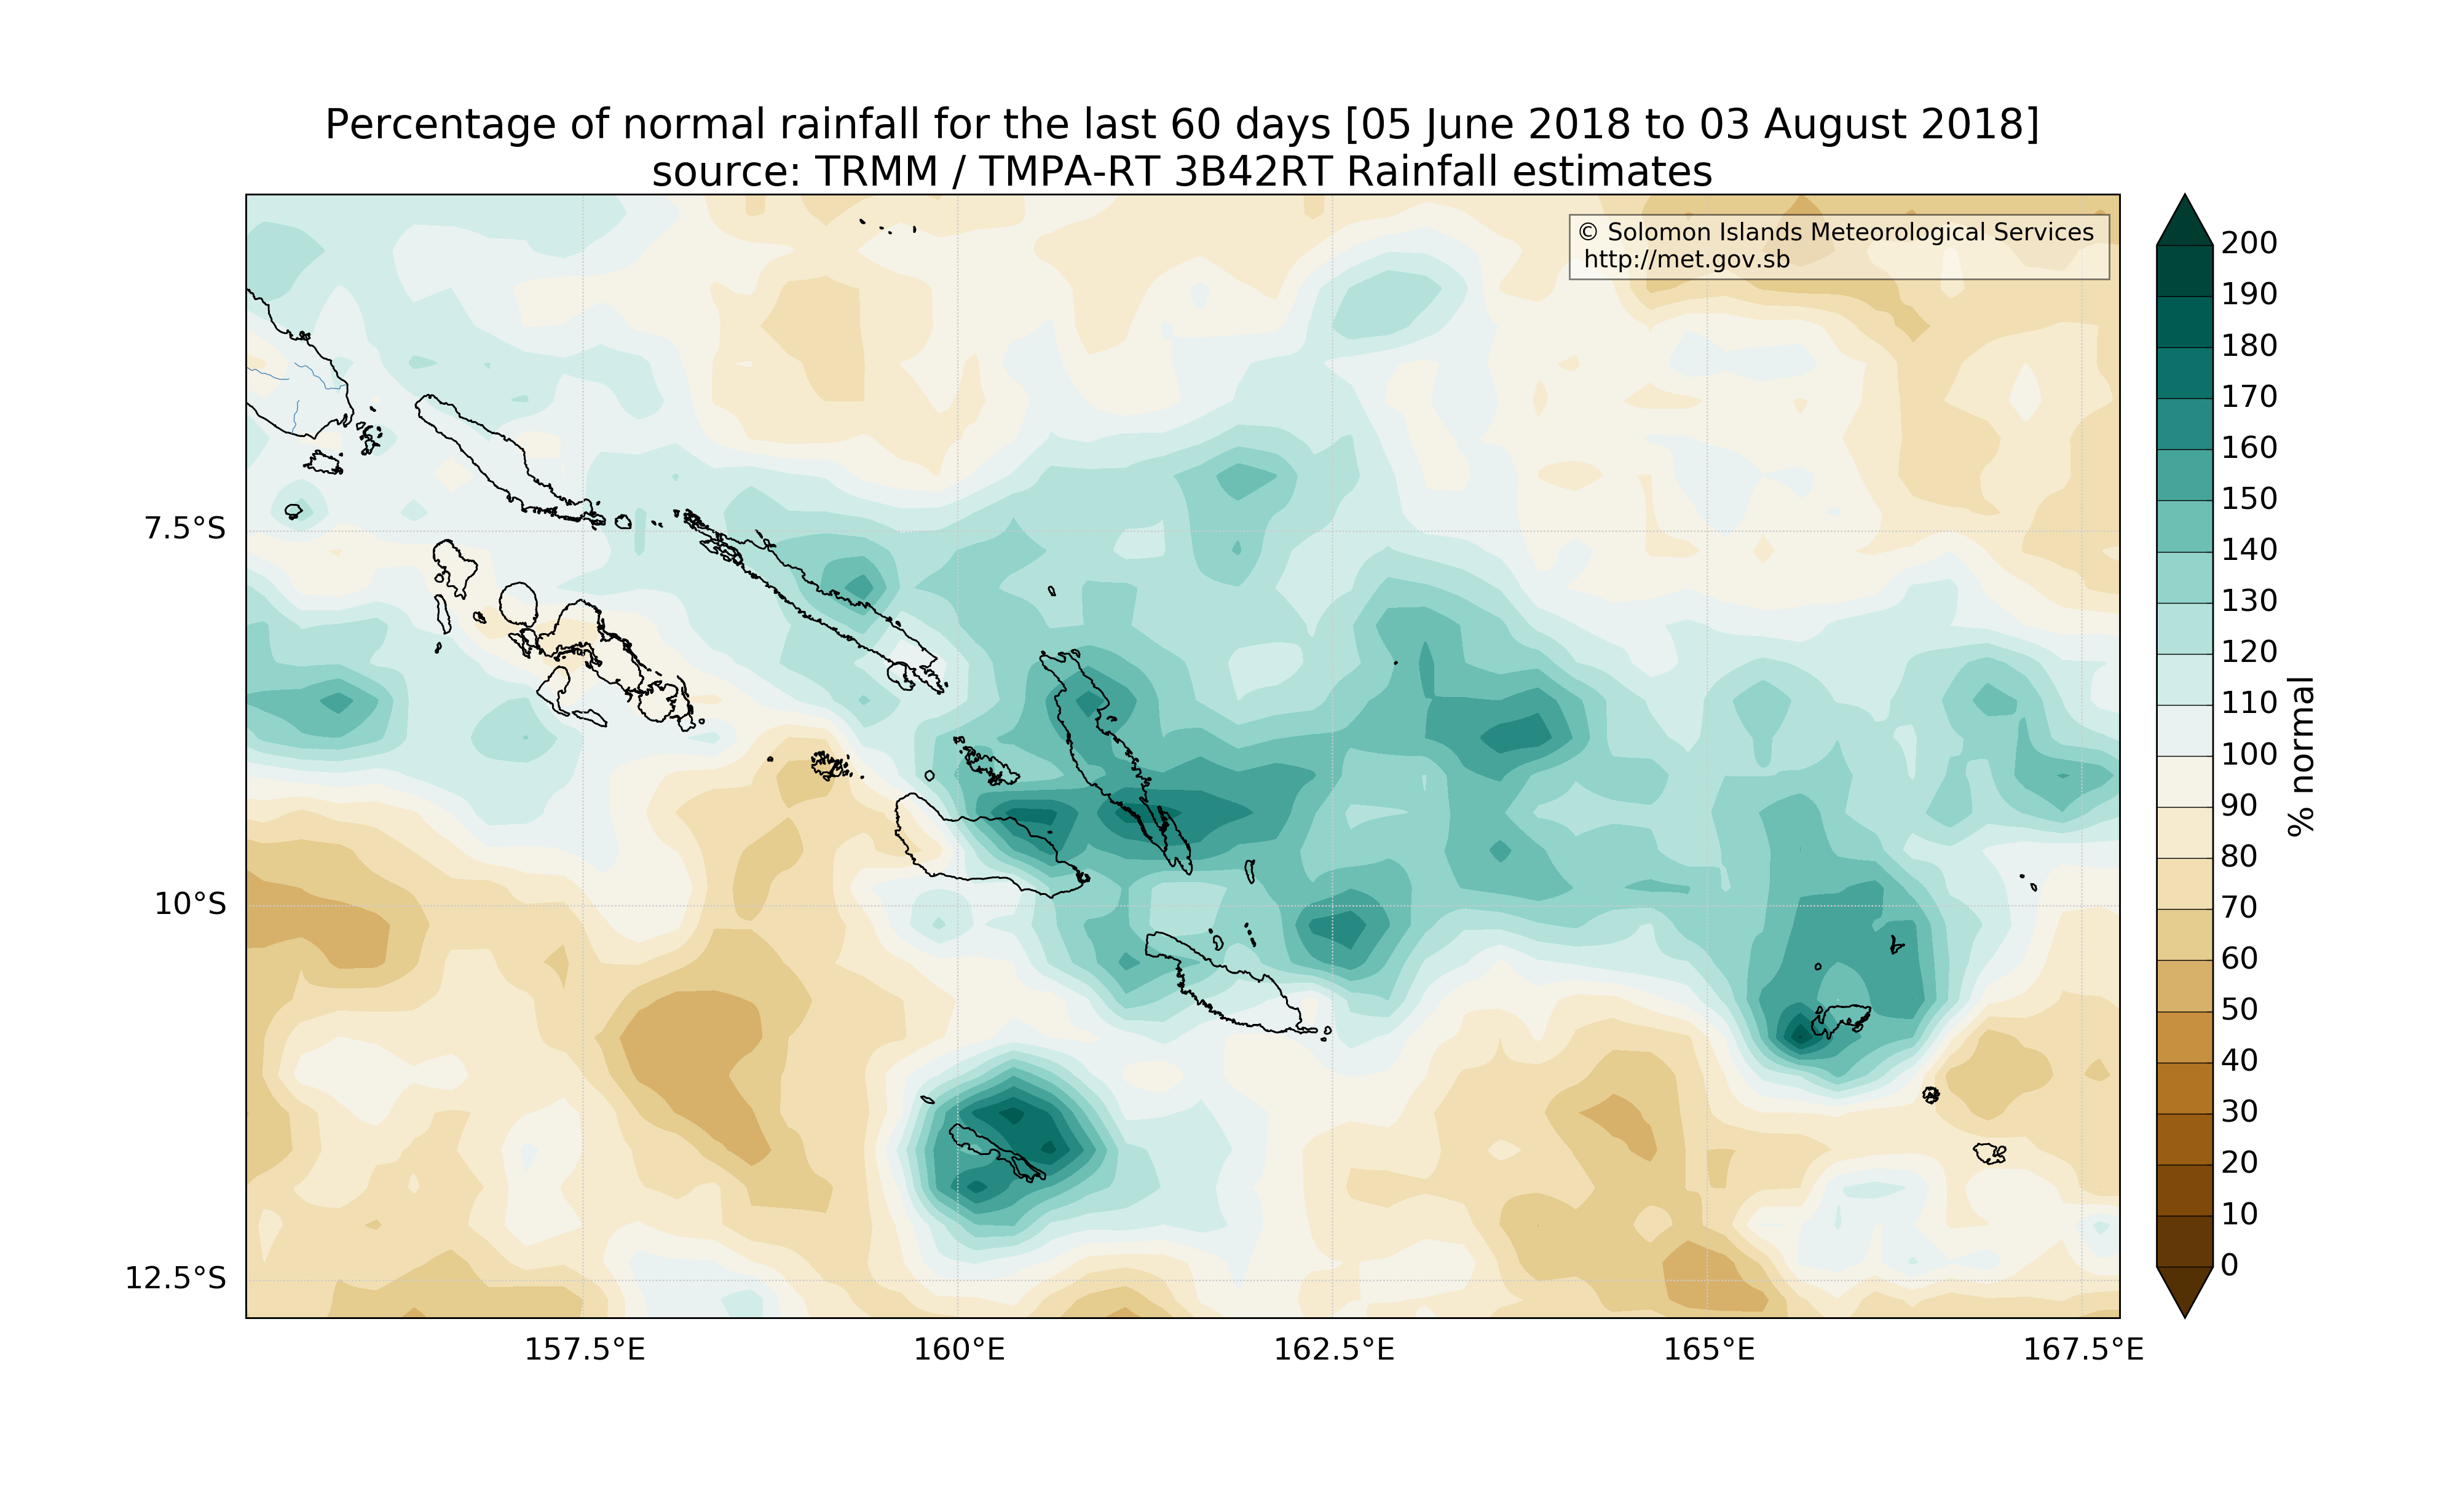 Percentage of normal rainfall for the last 60 days [05 June 2018 to 03 August 2018]
source: TRMM / TMPA-RT 3B42RT Rainfall estimates
© Solomon Islands Meteorological Services
http://met.gov.sb
7.5°S
10°S
12.5°S
157.5°E
160°E
162.5°E
165°E
167.5°E
200
190
180
170
160
150
140
130
120
110
100
90
80
70
60
50
40
30
20
10
0
% normal